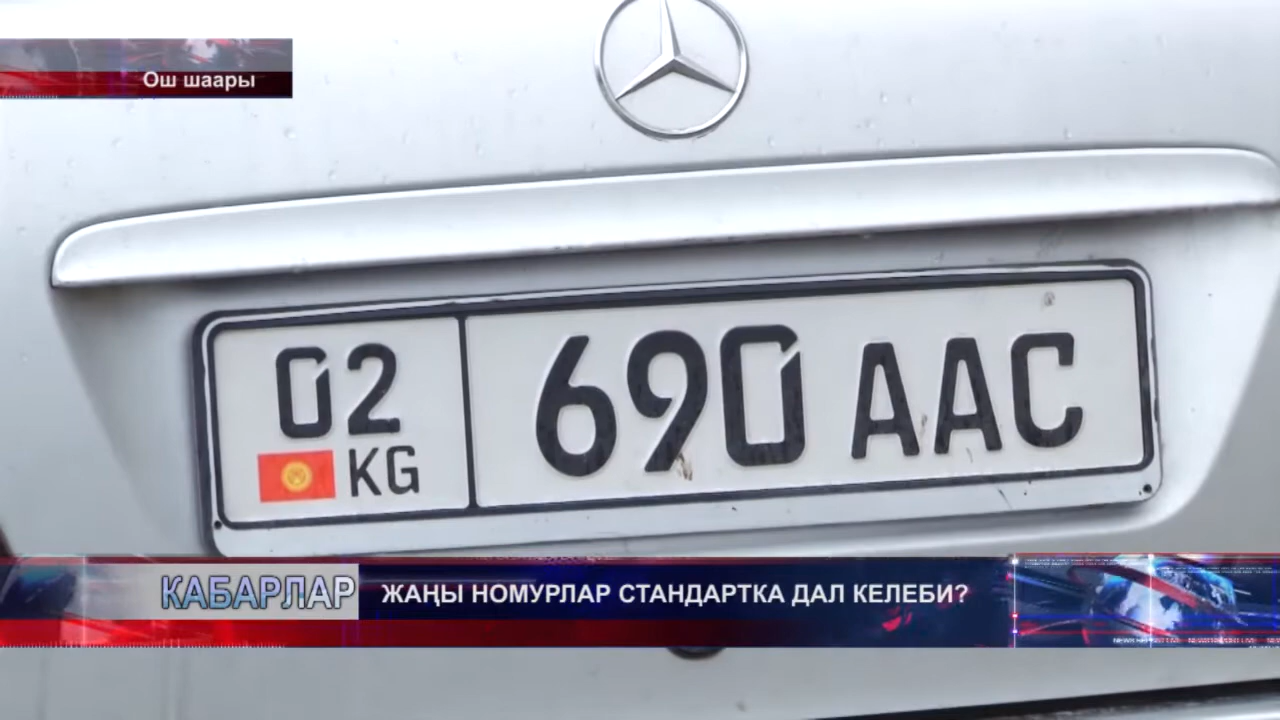 Ош шаары
02
KG
690 AAC
КАБАРЛАР
ЖАҢЫ НОМУРЛАР СТАНДАРТКА ДАЛ КЕЛЕБИ?